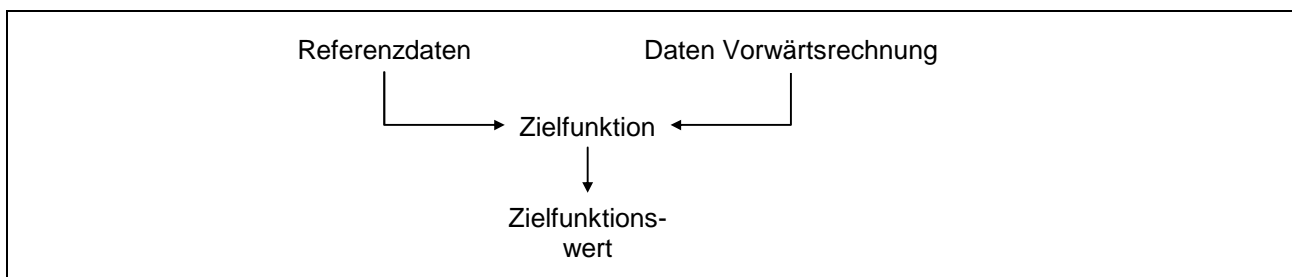 Referenzdaten Daten Vorwärtsrechnung
Zielfunktion
Zielfunktions-
wert